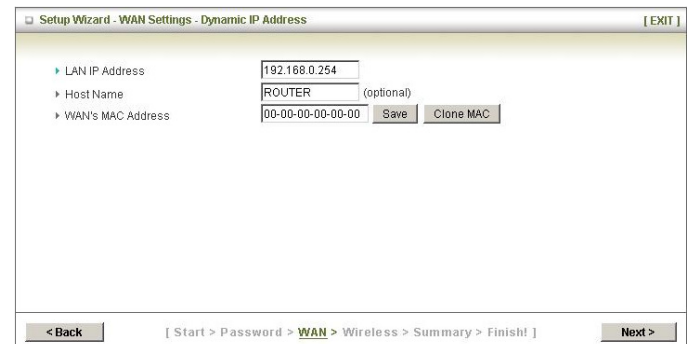 Setup Wizard - WAN Settings - Dynamic IP Address [ EXIT ]
LAN IP Address 192.168.0.254
Host Name ROUTER (optional)
WAN's MAC Address 00-00-00-00-00-00 Save Clone MAC
< Back [ Start > Password > WAN > Wireless > Summary > Finish! ] Next >